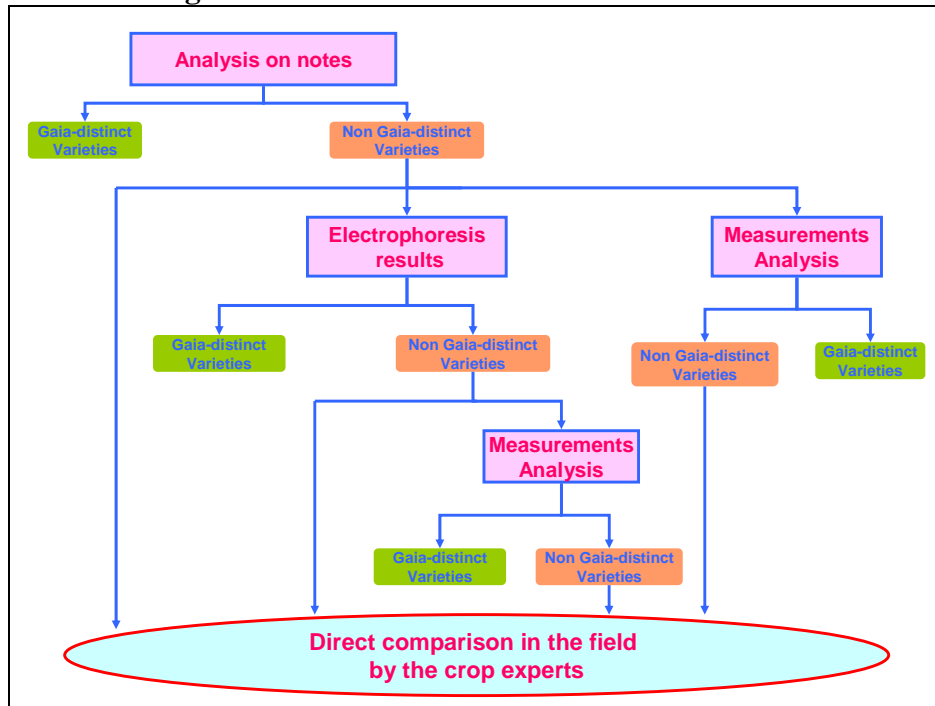 Analysis on notes
Gaia-distinct
Varieties
Non Gaia-distinct
Varieties
Electrophoresis
results
Measurements
Analysis
Gaia-distinct
Varieties
Non Gaia-distinct
Varieties
Non Gaia-distinct
Varieties
Gaia-distinct
Varieties
Measurements
Analysis
Gaia-distinct
Varieties
Non Gaia-distinct
Varieties
Direct comparison in the field
by the crop experts